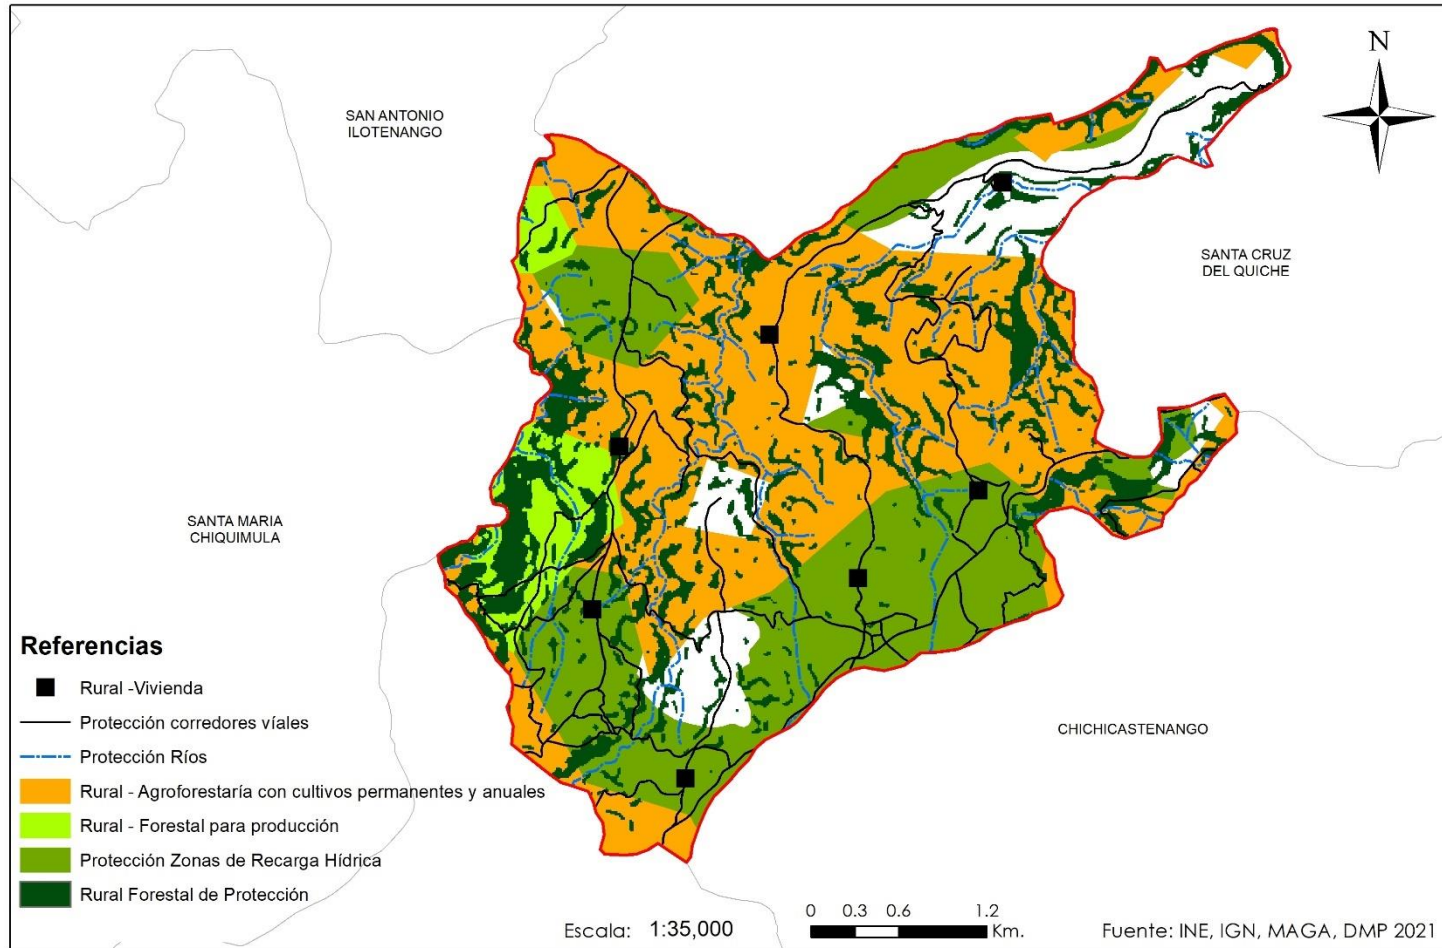 N
SAN ANTONIO
ILOTENANGO
SANTA CRUZ
DEL QUICHE
SANTA MARIA
CHIQUIMULA
CHICHICASTENANGO
Referencias
Rural -Vivienda
Protección corredores víales
Protección Ríos
Rural - Agroforestaría con cultivos permanentes y anuales
Rural - Forestal para producción
Protección Zonas de Recarga Hídrica
Rural Forestal de Protección
Escala: 1:35,000
0 0.3 0.6 1.2
Km.
Fuente: INE, IGN, MAGA, DMP 2021